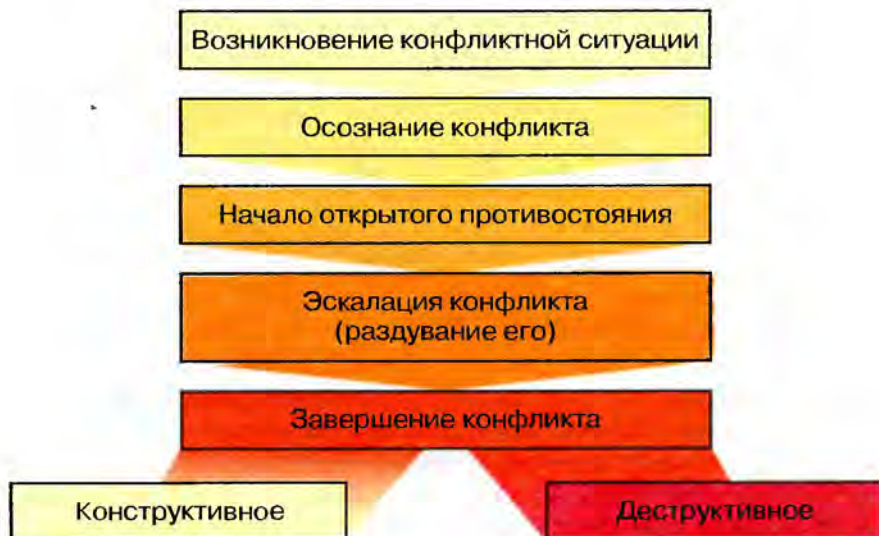 Возникновение конфликтной ситуации
Осознание конфликта
Начало открытого противостояния
Эскалация конфликта
(раздувание его)
Завершение конфликта
Конструктивное
Деструктивное